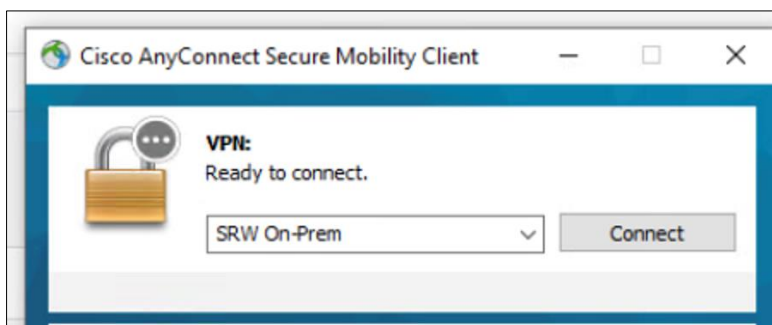 Cisco AnyConnect Secure Mobility Client
VPN:
Ready to connect.
SRW On-Prem
Connect